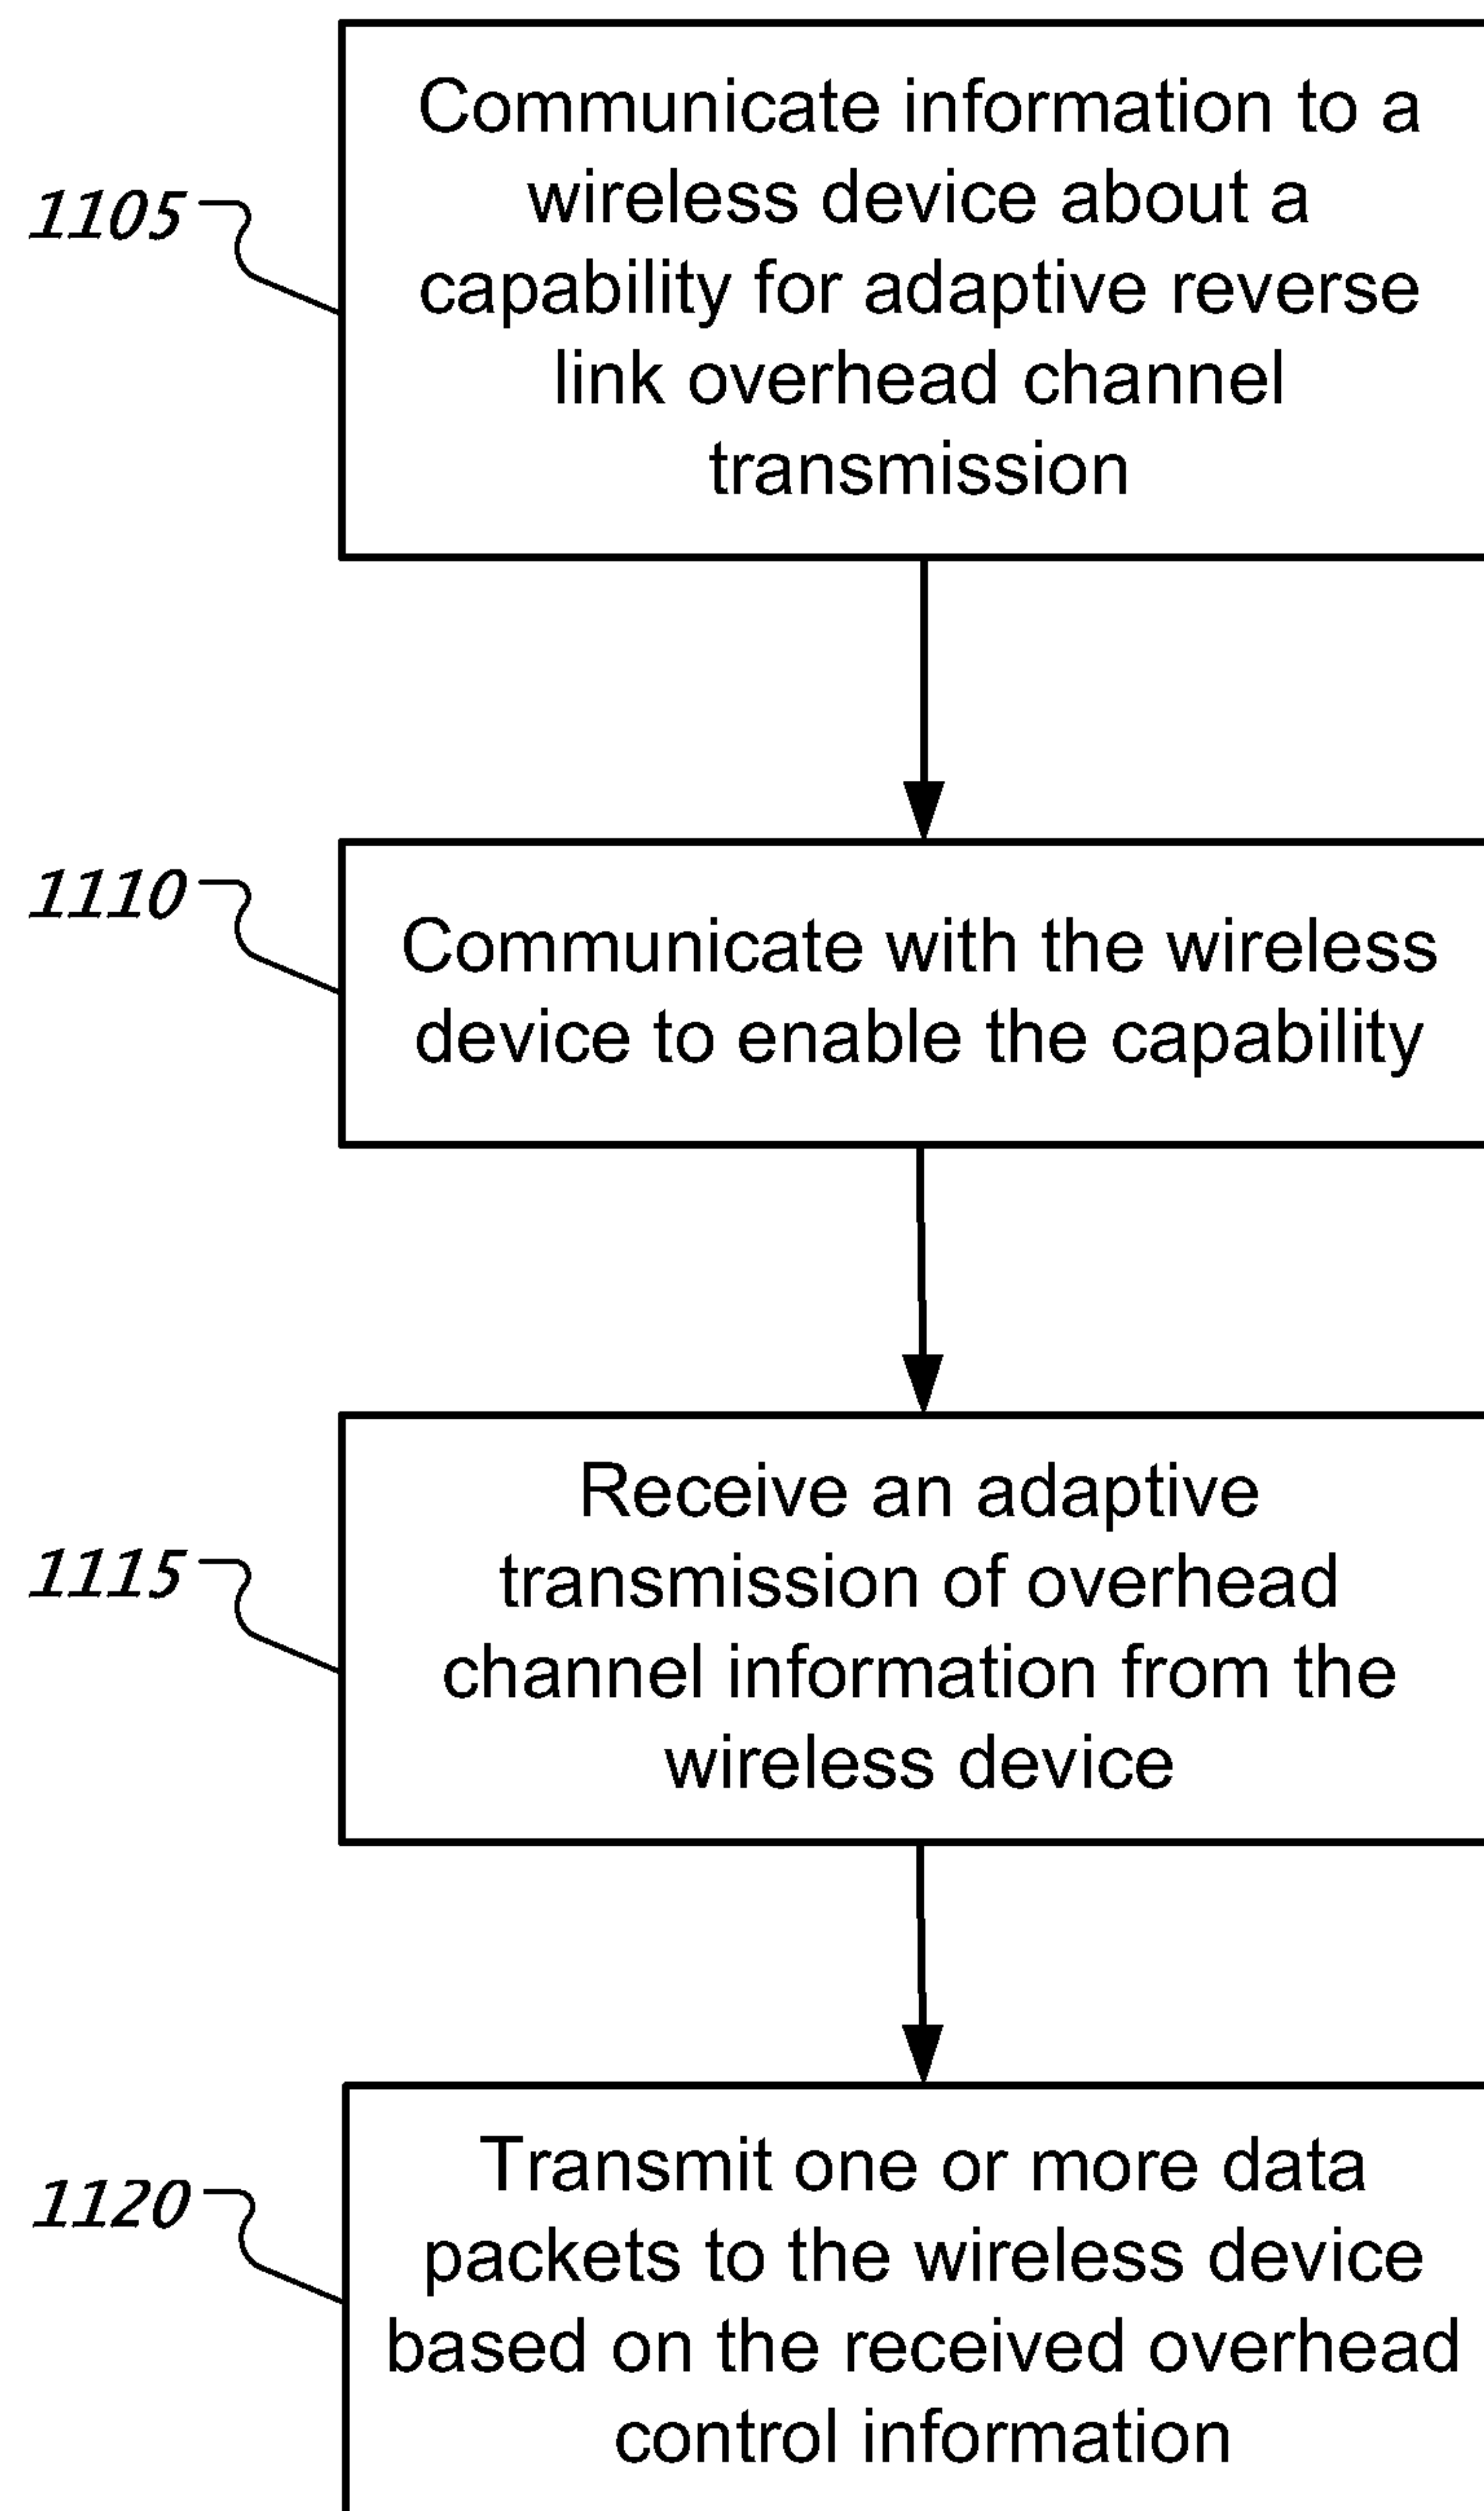 1105
Communicate information to a
wireless device about a
capability for adaptive reverse
link overhead channel
transmission
1110
Communicate with the wireless
device to enable the capability
1115
Receive an adaptive
transmission of overhead
channel information from the
wireless device
1120
Transmit one or more data
packets to the wireless device
based on the received overhead
control information